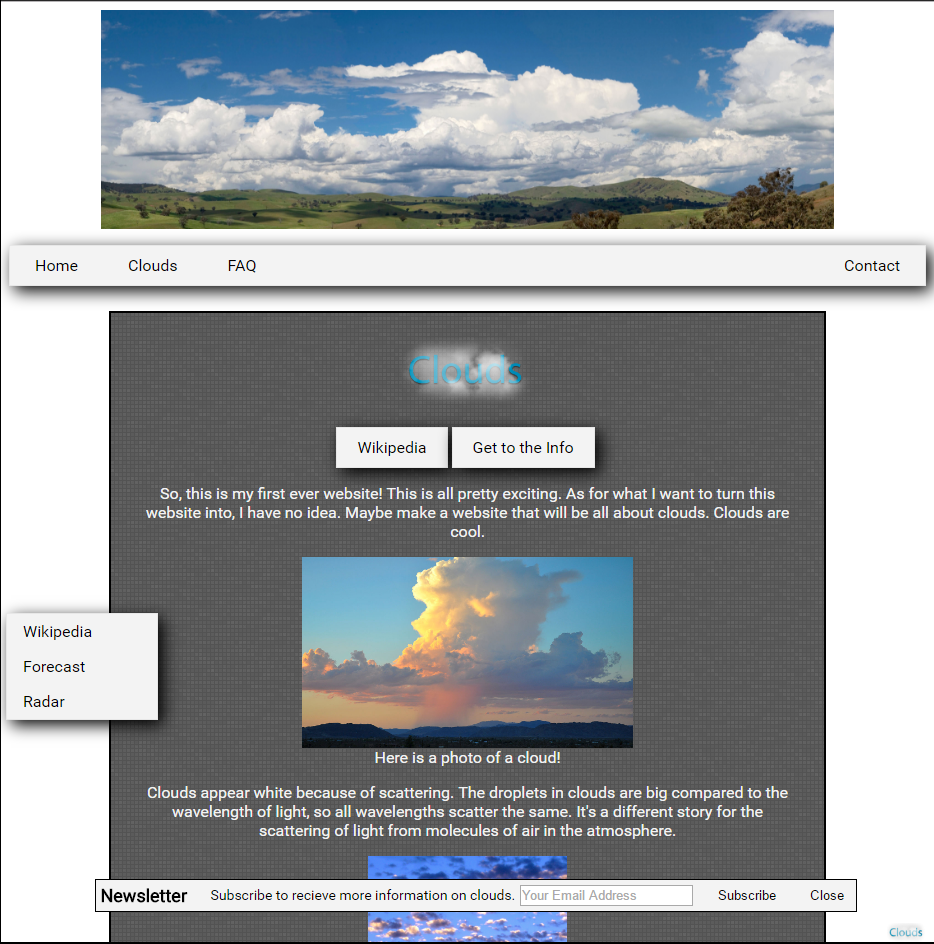 Home Clouds FAQ Contact
Clouds
Wikipedia Get to the Info
So, this is my first ever website! This is all pretty exciting. As for what I want to turn this
website into, I have no idea. Maybe make a website that will be all about clouds. Clouds are
cool.
Wikipedia
Forecast
Radar
Here is a photo of a cloud!
Clouds appear white because of scattering. The droplets in clouds are big compared to the
wavelength of light, so all wavelengths scatter the same. It's a different story for the
scattering of light from molecules of air in the atmosphere.
Newsletter Subscribe to recieve more information on clouds. Your Email Address Subscribe Close
Clouds